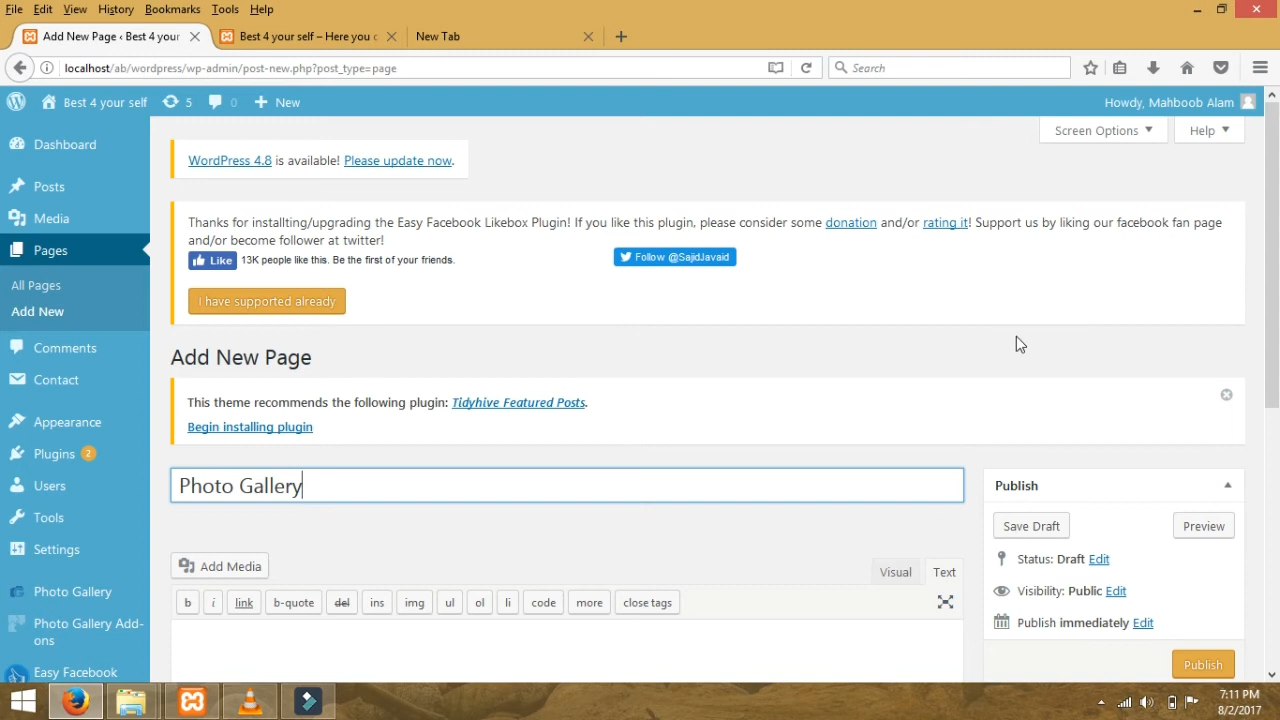 File Edit View History Bookmarks Tools Help
Add New Page ‹ Best 4 your
Best 4 your self – Here you c
New Tab
localhost/ab/wordpress/wp-admin/post-new.php?post_type=page
Search
Best 4 your self 5 0 New
Howdy, Mahboob Alam
Screen Options
Help
Dashboard
Posts
Media
Pages
All Pages
Add New
Comments
Contact
Appearance
Plugins 2
Users
Tools
Settings
Photo Gallery
Photo Gallery Add-
ons
Easy Facebook
WordPress 4.8 is available! Please update now.
Thanks for installting/upgrading the Easy Facebook Likebox Plugin! If you like this plugin, please consider some donation and/or rating it! Support us by liking our facebook fan page
and/or become follower at twitter!
Like 13K people like this. Be the first of your friends.
Follow @SajidJavaid
I have supported already
Add New Page
This theme recommends the following plugin: Tidyhive Featured Posts.
Begin installing plugin
Photo Gallery
Add Media
Visual
Text
b i link b-quote del ins img ul ol li code more close tags
Publish
Save Draft
Preview
Status: Draft Edit
Visibility: Public Edit
Publish immediately Edit
Publish
7:11 PM
8/2/2017